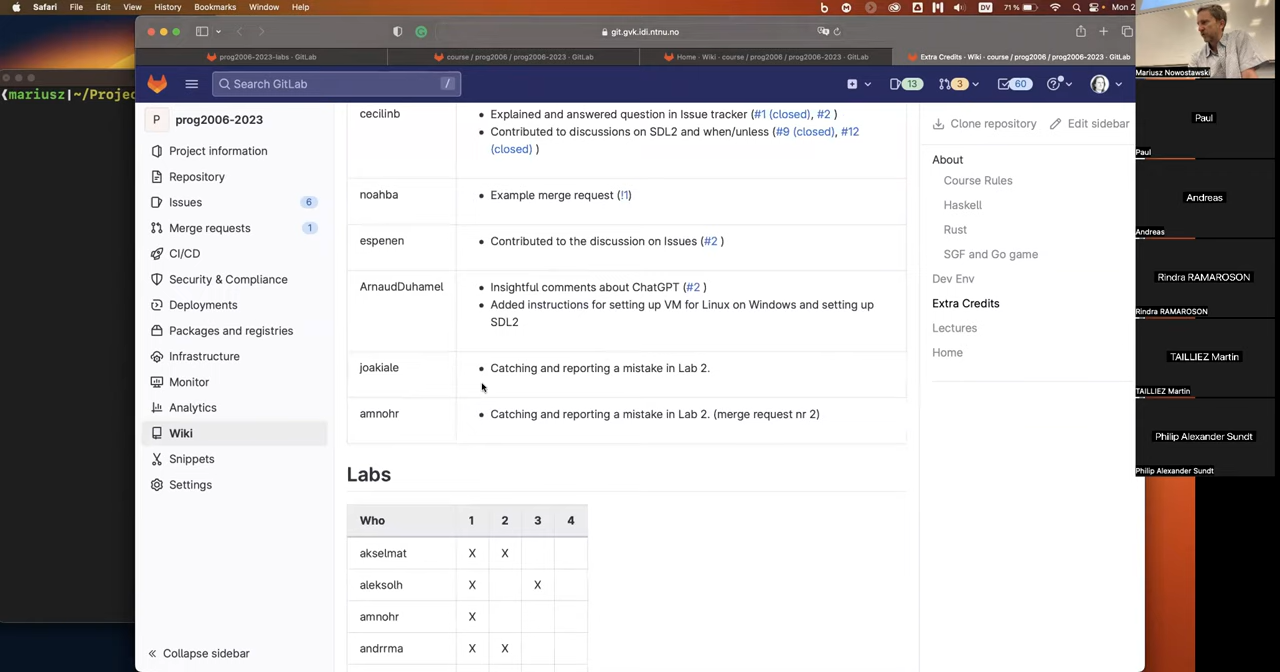 Safari File Edit View History Bookmarks Window Help
DV 71 % Mon 2
git.gvk.idi.ntnu.no
prog2006-2023-labs · GitLab
course / prog2006 / prog2006-2023 · GitLab
Home · Wiki · course / prog2006 / prog2006-2023 · GitLab
Extra Credits · Wiki · course / prog2006 / prog2006-2023 · GitLab
Search GitLab /
13 3 60
(mariusz|~/Projec
P prog2006-2023
Project information
Repository
Issues 6
Merge requests 1
CI/CD
Security & Compliance
Deployments
Packages and registries
Infrastructure
Monitor
Analytics
Wiki
Snippets
Settings
Collapse sidebar
cecilinb
• Explained and answered question in Issue tracker (#1 (closed), #2 )
• Contributed to discussions on SDL2 and when/unless (#9 (closed), #12
(closed) )
noahba
• Example merge request (!1)
espenen
• Contributed to the discussion on Issues (#2 )
ArnaudDuhamel
• Insightful comments about ChatGPT (#2 )
• Added instructions for setting up VM for Linux on Windows and setting up
SDL2
joakiale
• Catching and reporting a mistake in Lab 2.
amnohr
• Catching and reporting a mistake in Lab 2. (merge request nr 2)
Labs
Who 1 2 3 4
akselmat X X
aleksolh X X
amnohr X
andrrma X X
Clone repository Edit sidebar
About
Course Rules
Haskell
Rust
SGF and Go game
Dev Env
Extra Credits
Lectures
Home
Mariusz Nowostawski
Paul
Paul
Andreas
Andreas
Rindra RAMAROSON
Rindra RAMAROSON
TAILLIEZ Martin
TAILLIEZ Martin
Philip Alexander Sundt
Philip Alexander Sundt